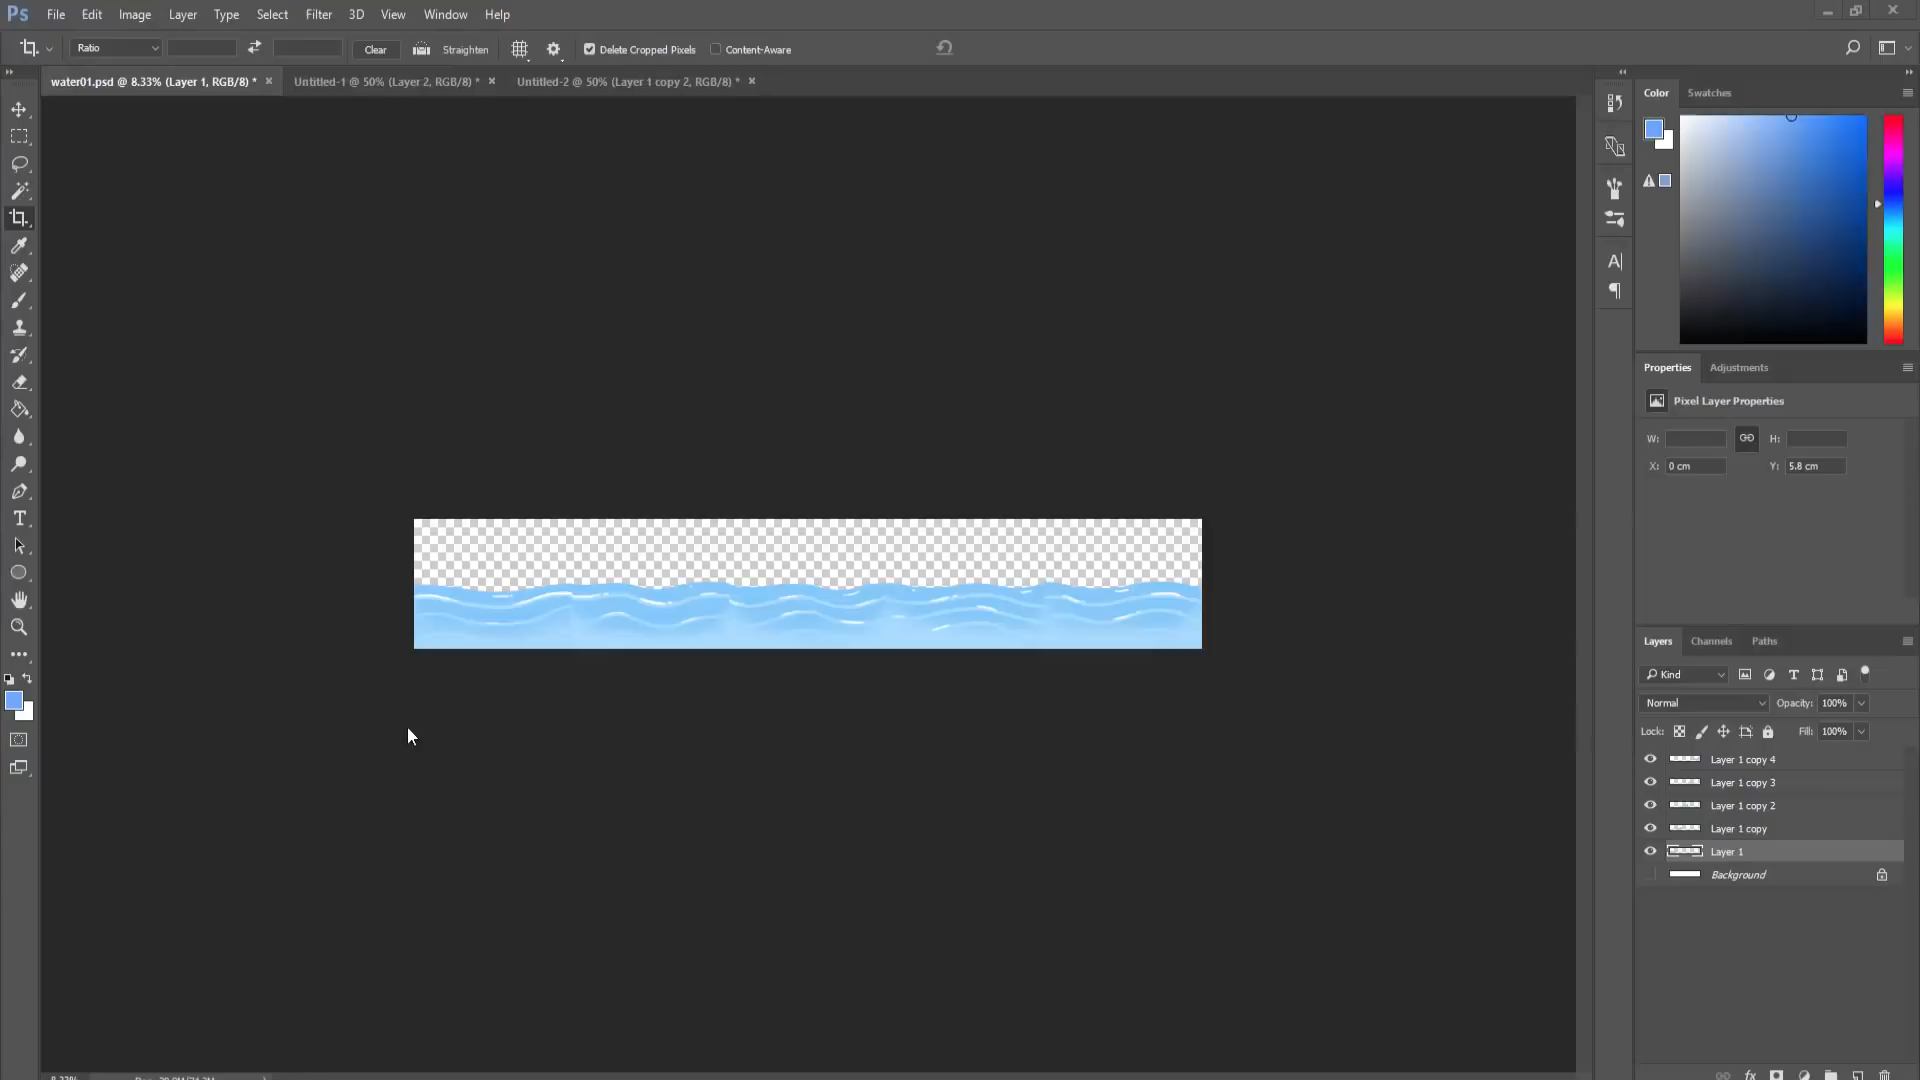 Ps File Edit Image Layer Type Select Filter 3D View Window Help
Ratio Clear Straighten Delete Cropped Pixels Content-Aware
water01.psd @ 8.33% (Layer 1, RGB/8) * Untitled-1 @ 50% (Layer 2, RGB/8) * Untitled-2 @ 50% (Layer 1 copy 2, RGB/8) *
Color Swatches
Properties Adjustments
Pixel Layer Properties
W: H:
X: 0 cm Y: 5.8 cm
Layers Channels Paths
Kind
Normal Opacity: 100%
Lock: Fill: 100%
Layer 1 copy 4
Layer 1 copy 3
Layer 1 copy 2
Layer 1 copy
Layer 1
Background
fx